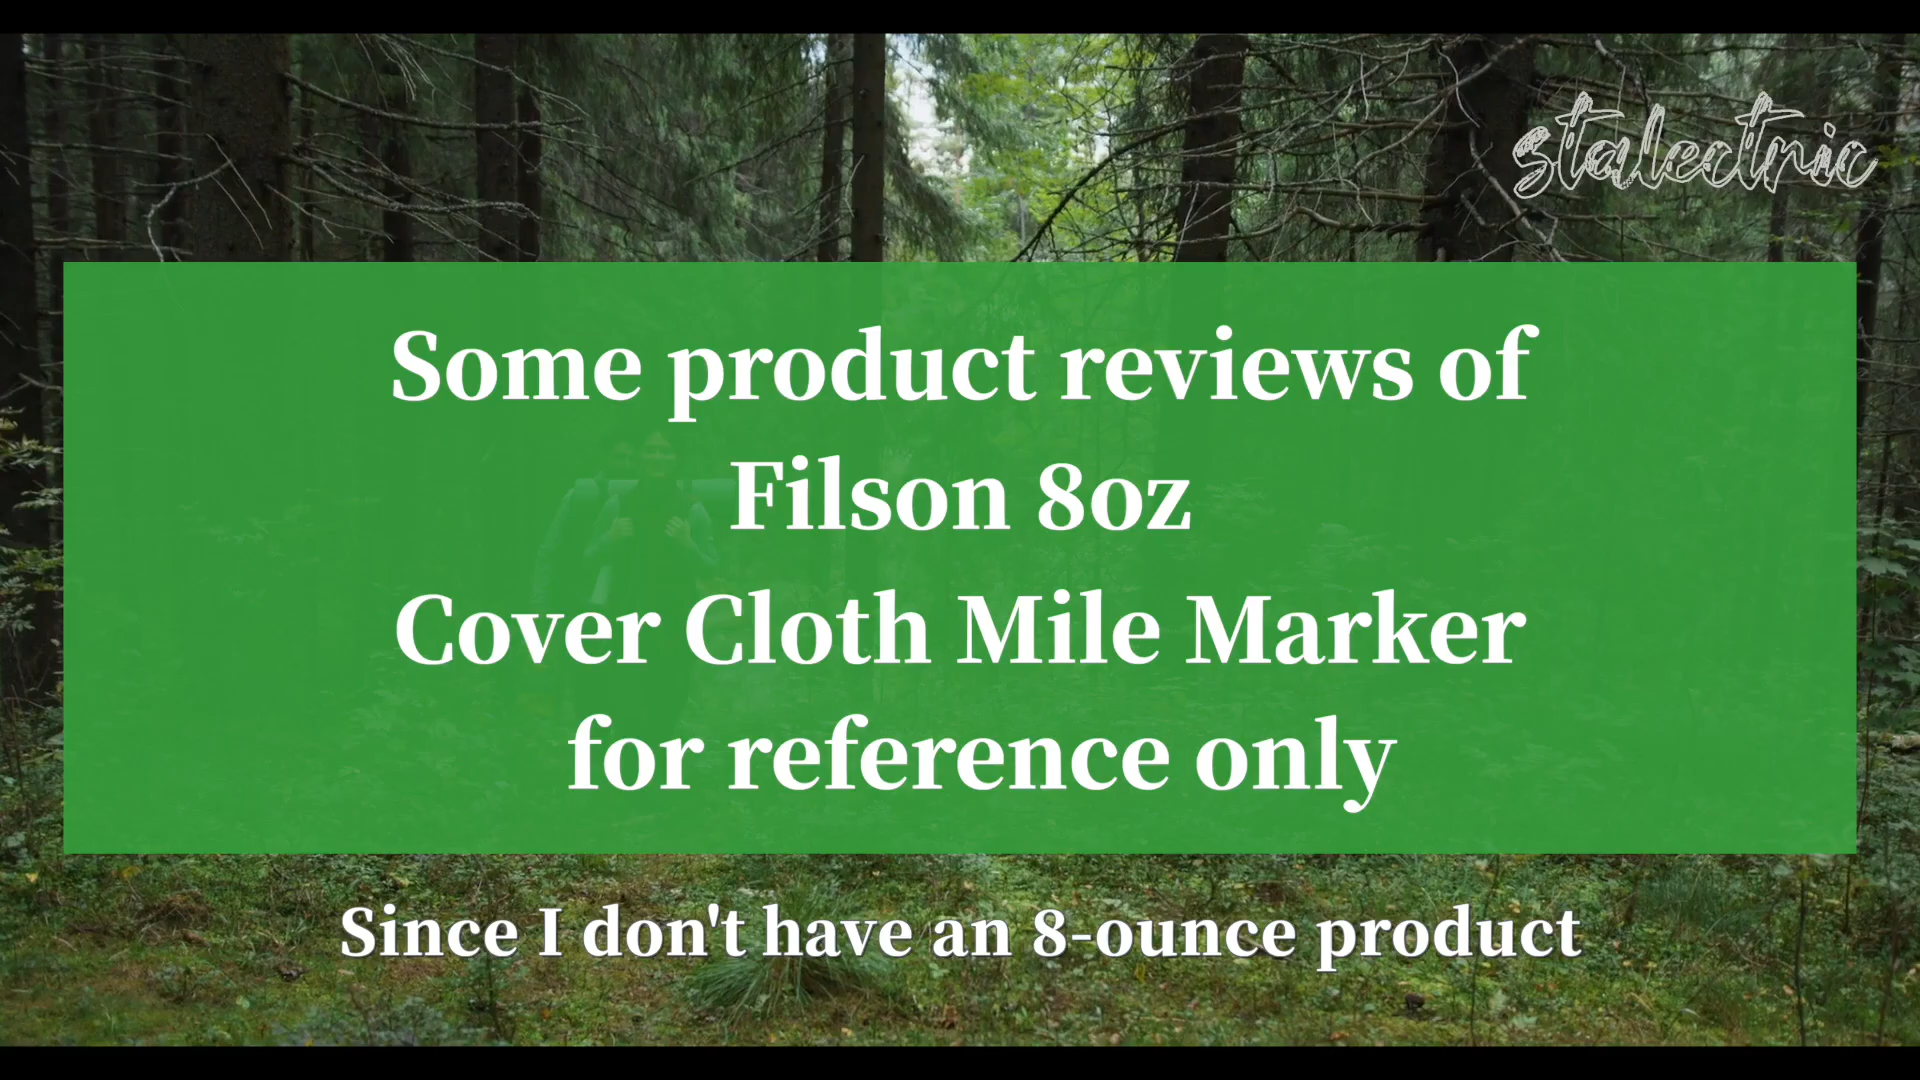 stalectric
Some product reviews of
Filson 8oz
Cover Cloth Mile Marker
for reference only
Since I don't have an 8-ounce product